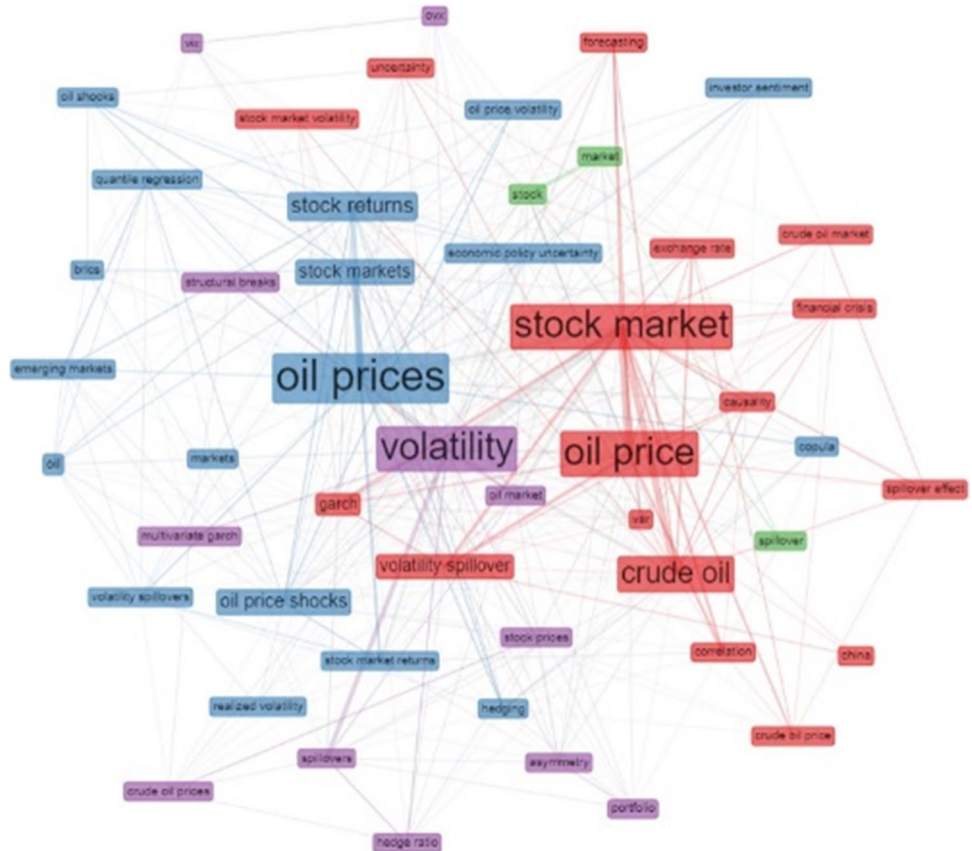 ovx
vix
forecasting
uncertainty
investor sentiment
oil shocks
oil price volatility
stock market volatility
market
quantile regression
stock
stock returns
crude oil market
exchange rate
economic policy uncertainty
brics
stock markets
structural breaks
financial crisis
stock market
emerging markets
oil prices
causality
volatility
copula
oil price
markets
oil
spillover effect
oil market
garch
var
multivariate garch
spillover
volatility spillover
crude oil
volatility spillovers
oil price shocks
stock prices
correlation
china
stock market returns
realized volatility
hedging
crude oil price
spillovers
asymmetry
crude oil prices
portfolio
hedge ratio